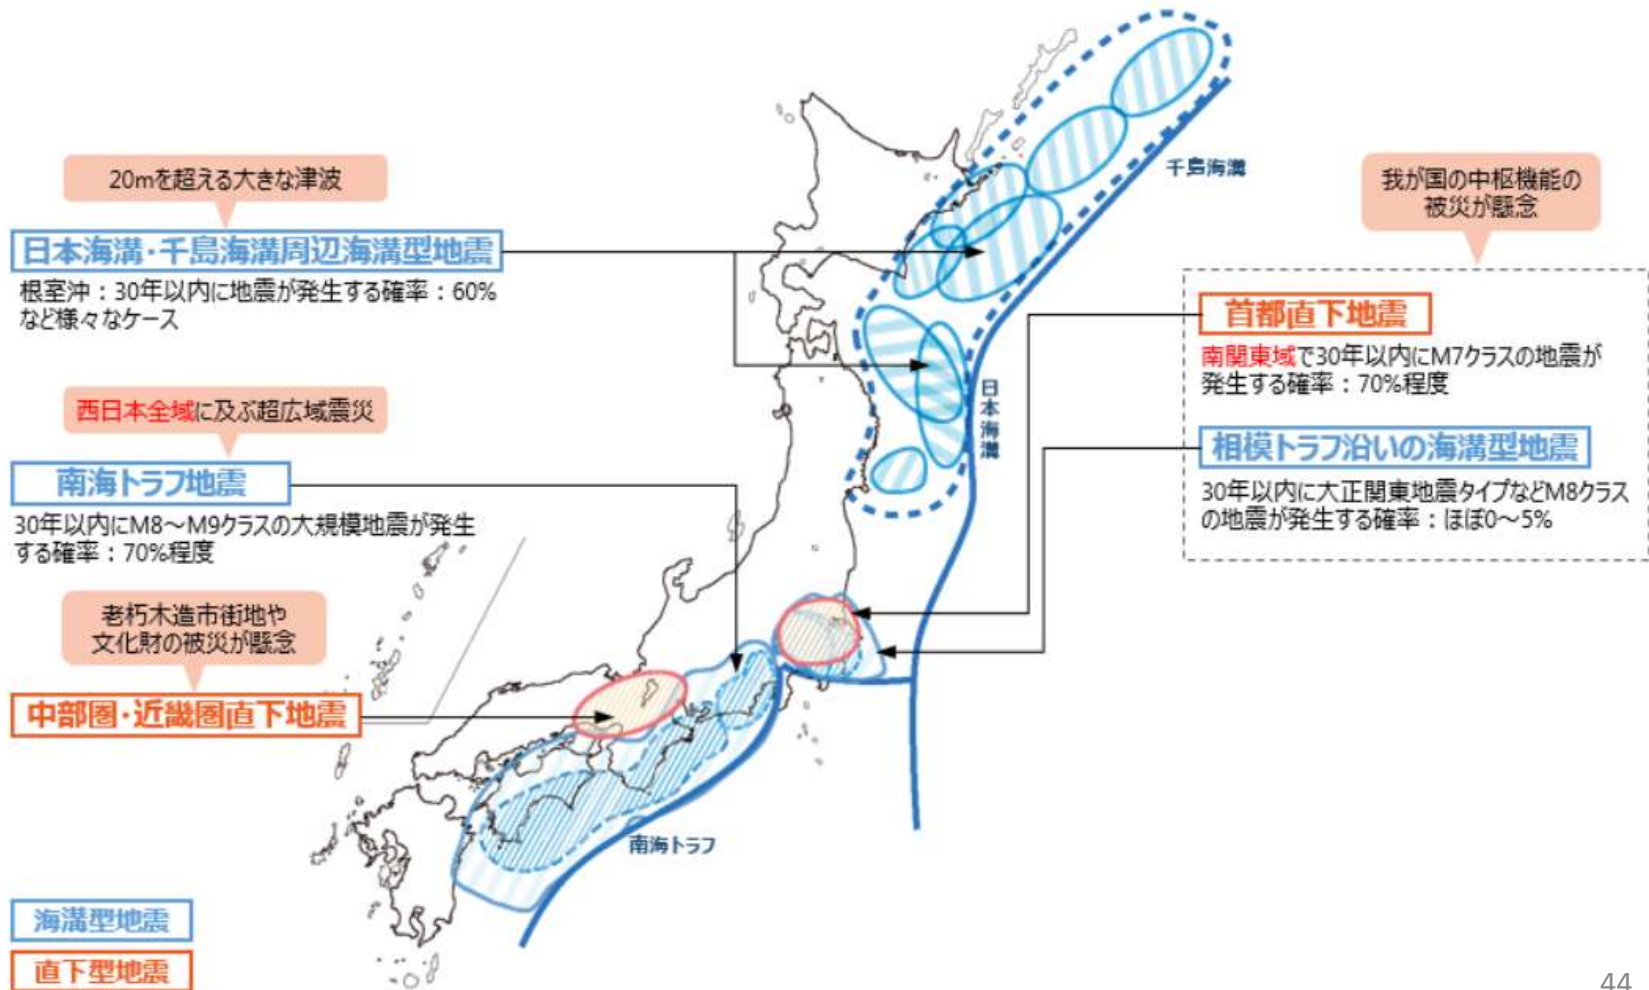 20mを超える大きな津波
日本海溝・千島海溝周辺海溝型地震
根室沖：30年以内に地震が発生する確率：60%
など様々なケース
西日本全域に及ぶ超広域震災
南海トラフ地震
30年以内にM8～M9クラスの大規模地震が発生
する確率：70%程度
老朽木造市街地や
文化財の被災が懸念
中部圏・近畿圏直下地震
海溝型地震
直下型地震
千島海溝
日本海溝
南海トラフ
我が国の中枢機能の
被災が懸念
首都直下地震
南関東域で30年以内にM7クラスの地震が
発生する確率：70%程度
相模トラフ沿いの海溝型地震
30年以内に大正関東地震タイプなどM8クラス
の地震が発生する確率：ほぼ0～5%
44